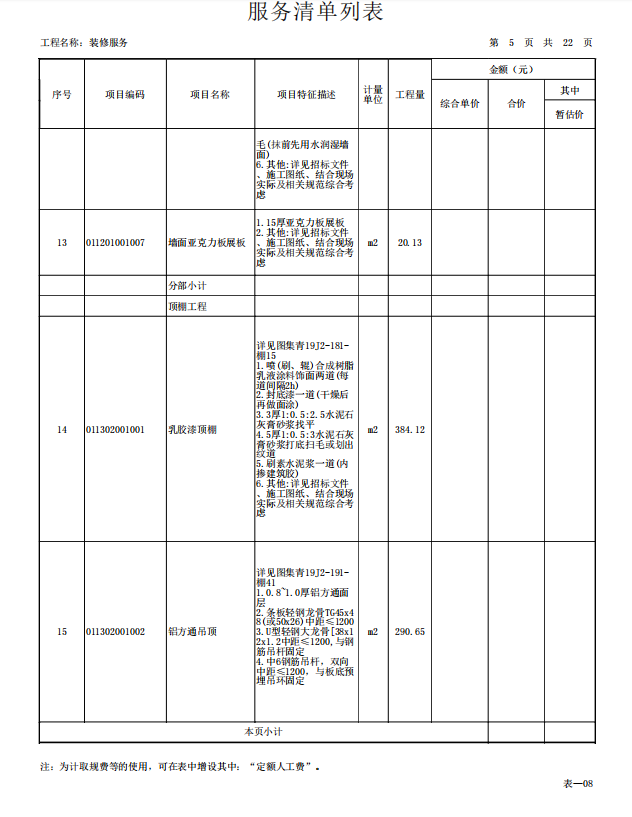 服务清单列表
工程名称：装修服务
第 5 页 共 22 页
序号
项目编码
项目名称
项目特征描述
计量
单位
工程量
金额（元）
综合单价
合价
其中
暂估价
毛(抹前先用水润湿墙
面)
6.其他:详见招标文件
、施工图纸、结合现场
实际及相关规范综合考
虑
13
011201001007
墙面亚克力板展板
1.15厚亚克力板展板
2.其他:详见招标文件
、施工图纸、结合现场
实际及相关规范综合考
虑
m2
20.13
分部小计
顶棚工程
14
011302001001
乳胶漆顶棚
详见图集青19J2-181-
棚15
1.喷(刷、辊)合成树脂
乳液涂料饰面两道(每
道间隔2h)
2.封底漆一道(干燥后
再做面涂)
3.3厚1:0.5:2.5水泥石
灰膏砂浆找平
4.5厚1:0.5:3水泥石灰
膏砂浆打底扫毛或划出
纹道
5.刷素水泥浆一道(内
掺建筑胶)
6.其他:详见招标文件
、施工图纸、结合现场
实际及相关规范综合考
虑
m2
384.12
15
011302001002
铝方通吊顶
详见图集青19J2-191-
棚41
1.0.8~1.0厚铝方通面
层
2.条板轻钢龙骨TG45x4
8(或50x26)中距≤1200
3.U型轻钢大龙骨[38x1
2x1.2中距≤1200,与钢
筋吊杆固定
4.中6钢筋吊杆，双向
中距≤1200，与板底预
埋吊环固定
m2
290.65
本页小计
注：为计取规费等的使用，可在表中增设其中：“定额人工费”。
表—08